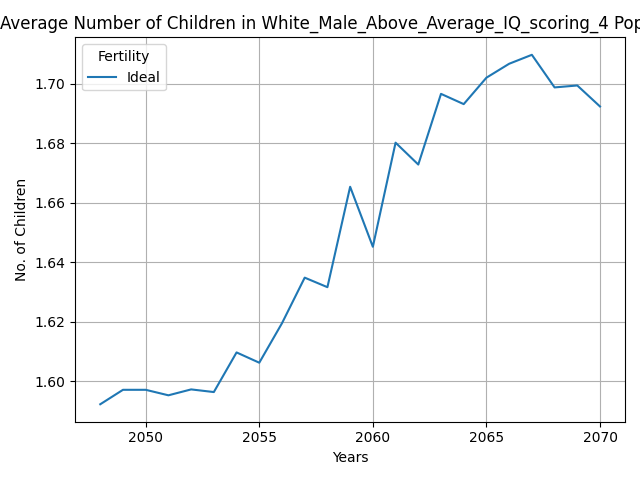 Average Number of Children in White_Male_Above_Average_IQ_scoring_4 Pop
Fertility
Ideal
No. of Children
1.70
1.68
1.66
1.64
1.62
1.60
2050 2055 2060 2065 2070
Years